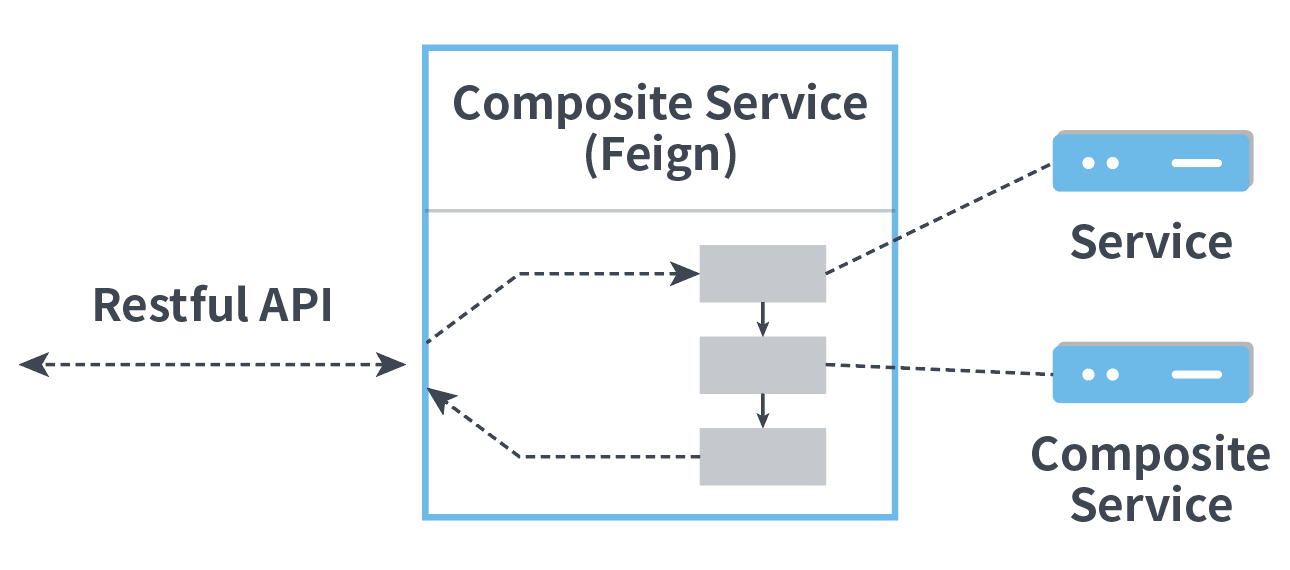 Composite Service
(Feign)
Restful API
Service
Composite
Service